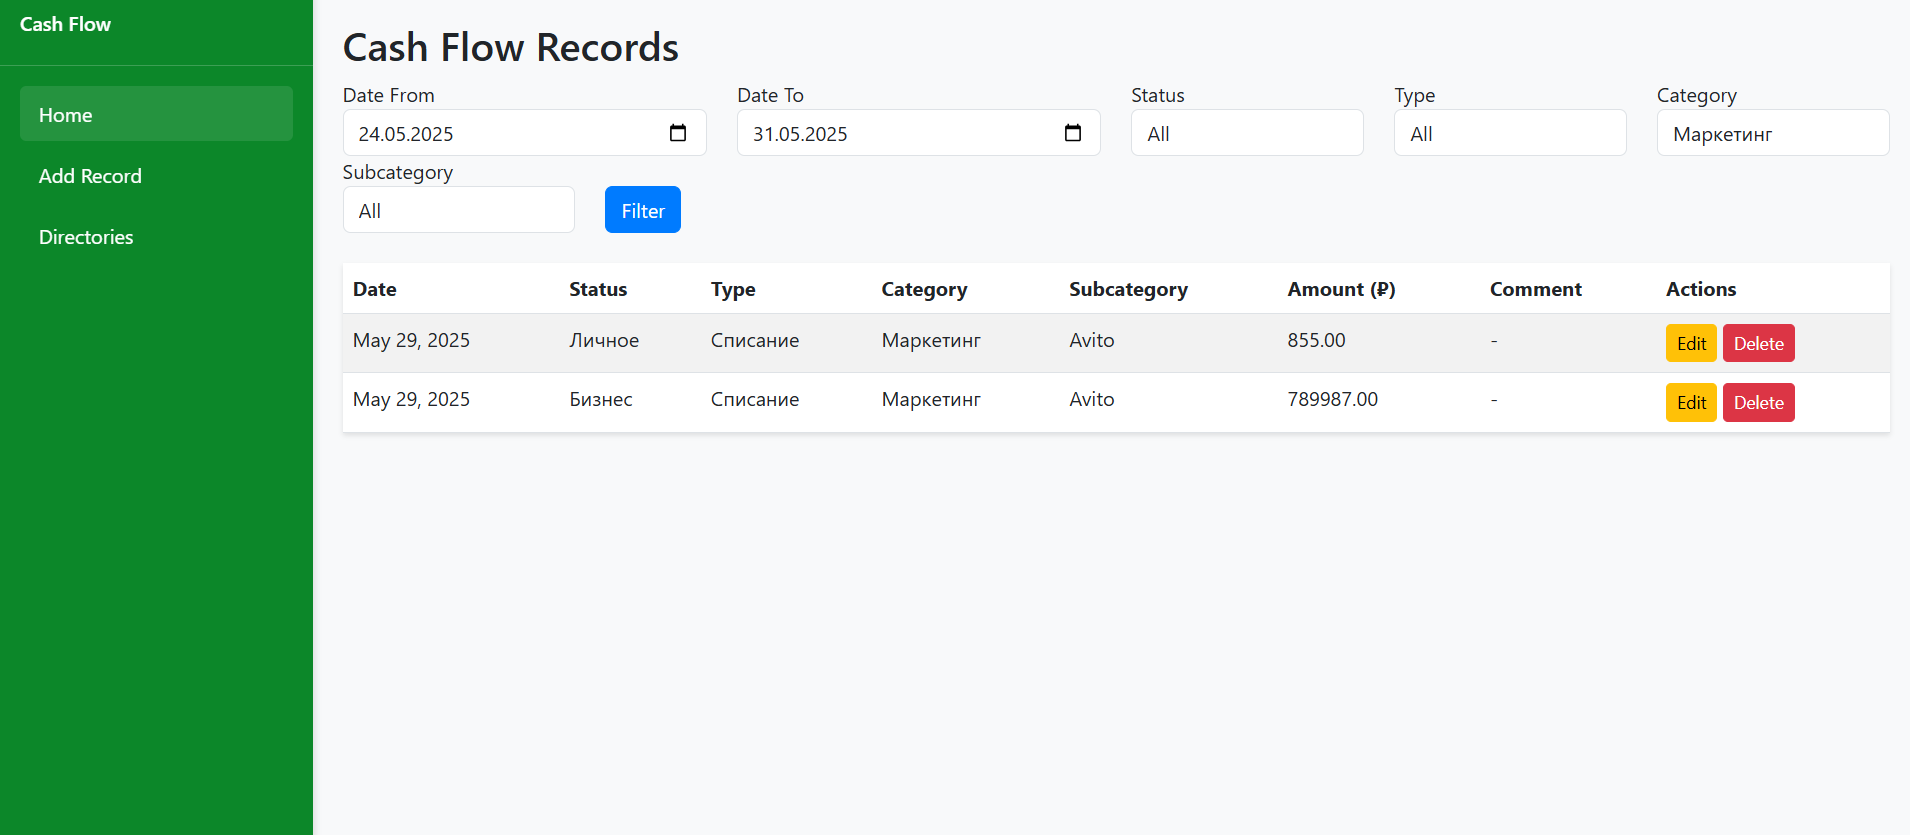 Cash Flow
Home
Add Record
Directories
Cash Flow Records
Date From Date To Status Type Category
24.05.2025 31.05.2025 All All Маркетинг
Subcategory
All Filter
Date Status Type Category Subcategory Amount (₽) Comment Actions
May 29, 2025 Личное Списание Маркетинг Avito 855.00 - Edit Delete
May 29, 2025 Бизнес Списание Маркетинг Avito 789987.00 - Edit Delete